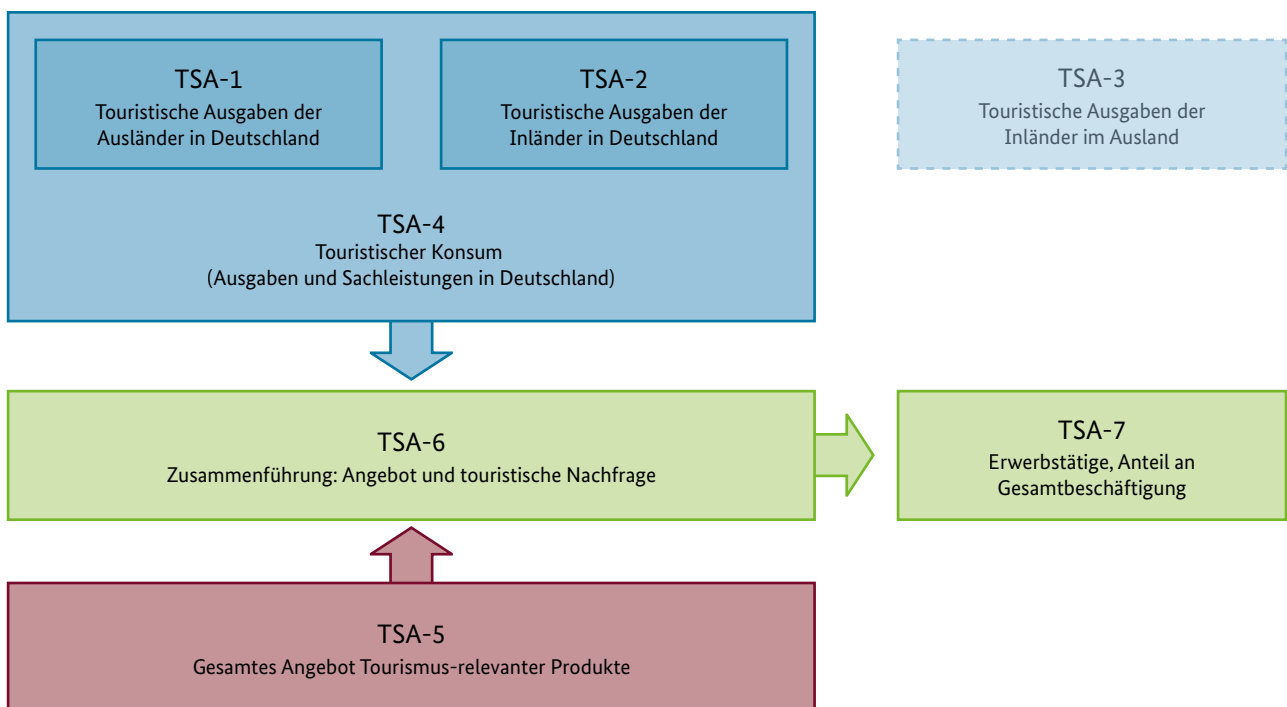 TSA-1
Touristische Ausgaben der
Ausländer in Deutschland
TSA-2
Touristische Ausgaben der
Inländer in Deutschland
TSA-3
Touristische Ausgaben der
Inländer im Ausland
TSA-4
Touristischer Konsum
(Ausgaben und Sachleistungen in Deutschland)
TSA-6
Zusammenführung: Angebot und touristische Nachfrage
TSA-7
Erwerbstätige, Anteil an
Gesamtbeschäftigung
TSA-5
Gesamtes Angebot Tourismus-relevanter Produkte